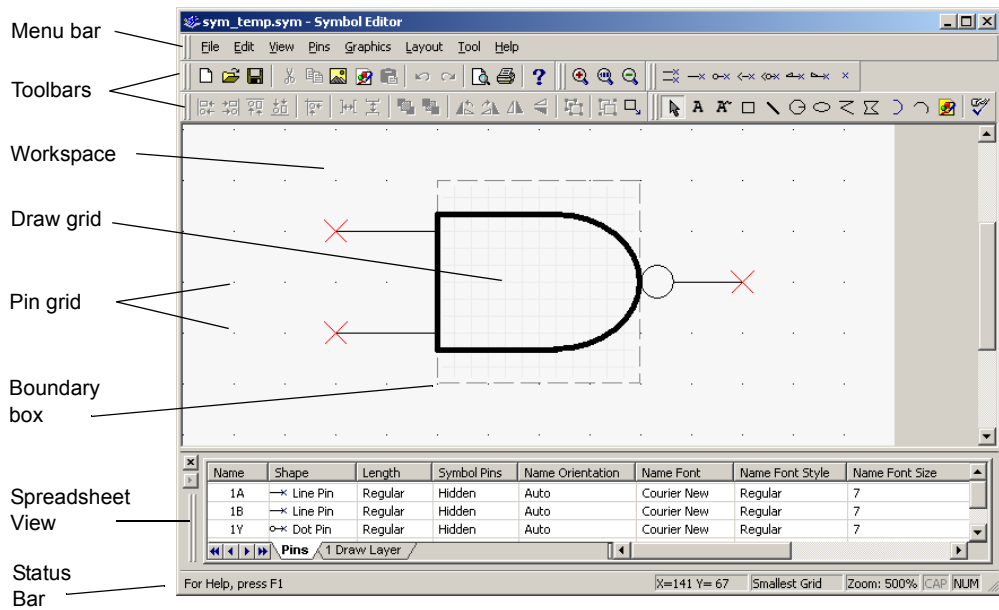 sym_temp.sym - Symbol Editor
Menu bar
File Edit View Pins Graphics Layout Tool Help
Toolbars
Workspace
Draw grid
Pin grid
Boundary
box
Spreadsheet
View
Name Shape Length Symbol Pins Name Orientation Name Font Name Font Style Name Font Size
1A Line Pin Regular Hidden Auto Courier New Regular 7
1B Line Pin Regular Hidden Auto Courier New Regular 7
1Y Dot Pin Regular Hidden Auto Courier New Regular 7
Pins 1 Draw Layer
Status
Bar
For Help, press F1 X=141 Y= 67 Smallest Grid Zoom: 500% CAP NUM